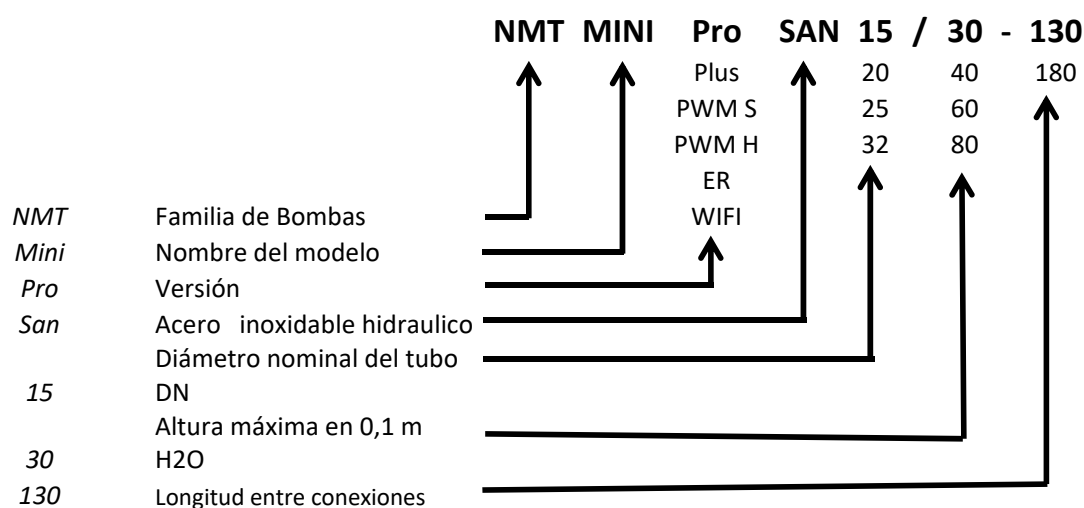 NMT MINI Pro SAN 15 / 30 - 130
Plus 20 40 180
PWM S 25 60
PWM H 32 80
ER
NMT Familia de Bombas WIFI
Mini Nombre del modelo
Pro Versión
San Acero inoxidable hidraulico
Diámetro nominal del tubo
15 DN
Altura máxima en 0,1 m
30 H2O
130 Longitud entre conexiones